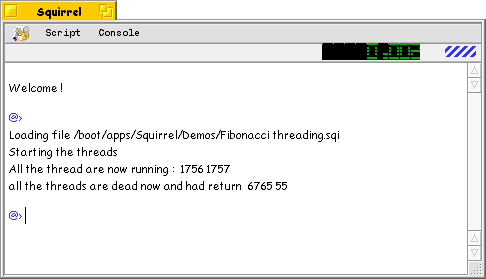 Squirrel
Script Console
Welcome !
@>
Loading file /boot/apps/Squirrel/Demos/Fibonacci threading.sqi
Starting the threads
All the thread are now running : 1756 1757
all the threads are dead now and had return 6765 55
@>